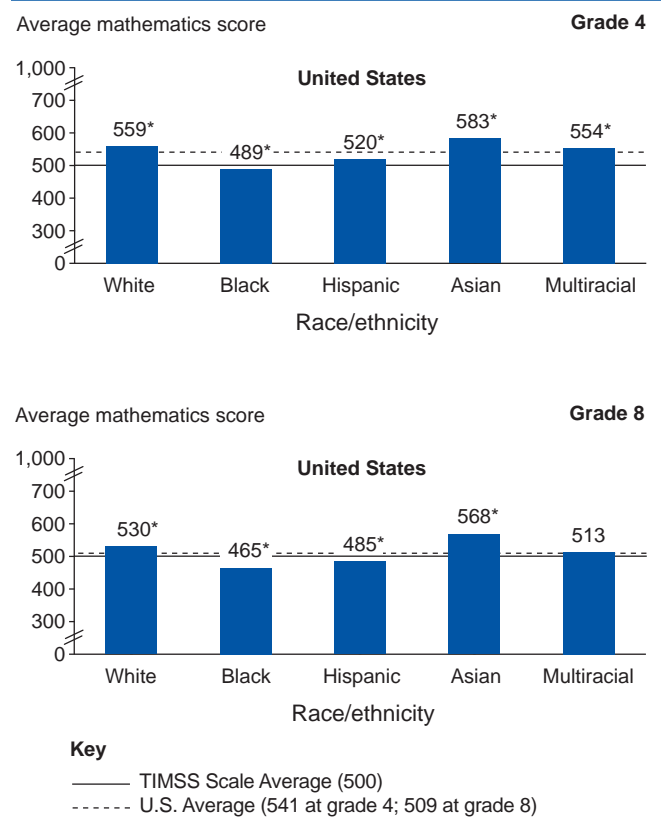 Average mathematics score Grade 4
1,000
United States
700
600
500
400
300
0
559* 489* 520* 583* 554*
White Black Hispanic Asian Multiracial
Race/ethnicity
Average mathematics score Grade 8
1,000
United States
700
600
500
400
300
0
530* 465* 485* 568* 513
White Black Hispanic Asian Multiracial
Race/ethnicity
Key
TIMSS Scale Average (500)
U.S. Average (541 at grade 4; 509 at grade 8)